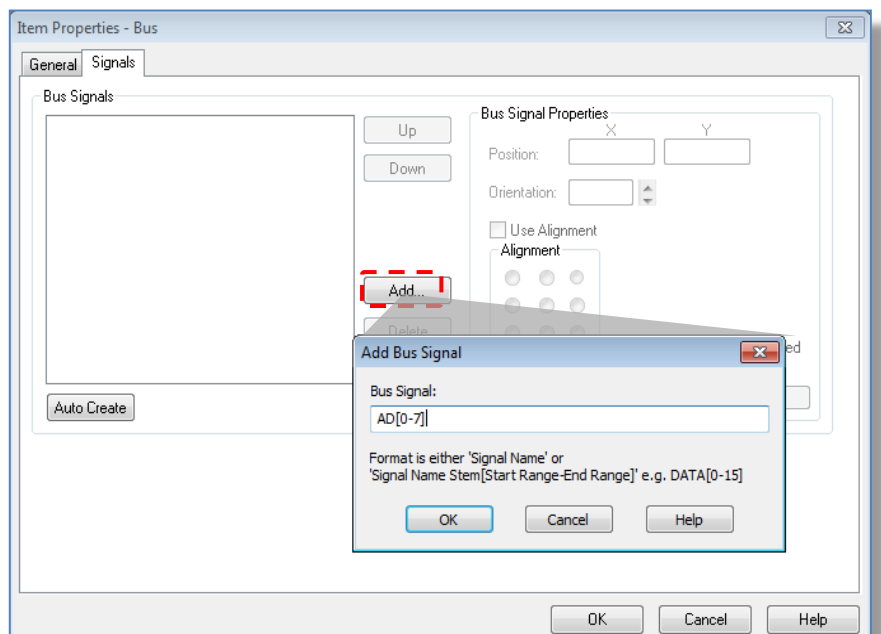 Item Properties - Bus
General Signals
Bus Signals
Up
Down
Add...
Delete
Auto Create
Bus Signal Properties
X Y
Position:
Orientation:
Use Alignment
Alignment
ed
Add Bus Signal
Bus Signal:
AD[0-7]
Format is either 'Signal Name' or
'Signal Name Stem[Start Range-End Range]' e.g. DATA[0-15]
OK Cancel Help
OK Cancel Help